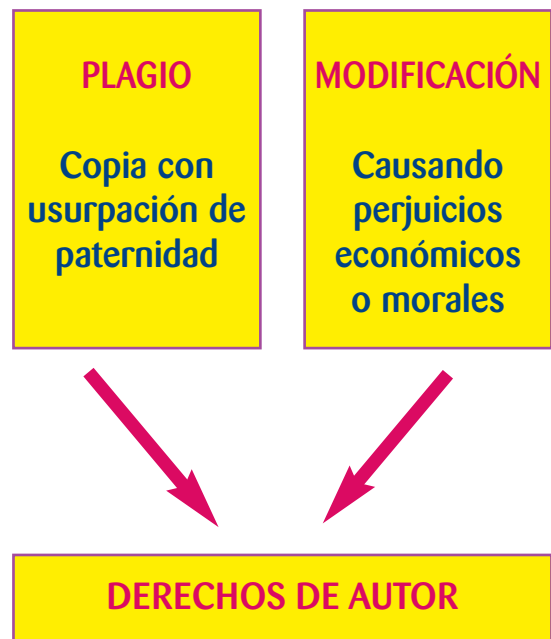 PLAGIO
Copia con
usurpación de
paternidad
MODIFICACIÓN
Causando
perjuicios
económicos
o morales
DERECHOS DE AUTOR